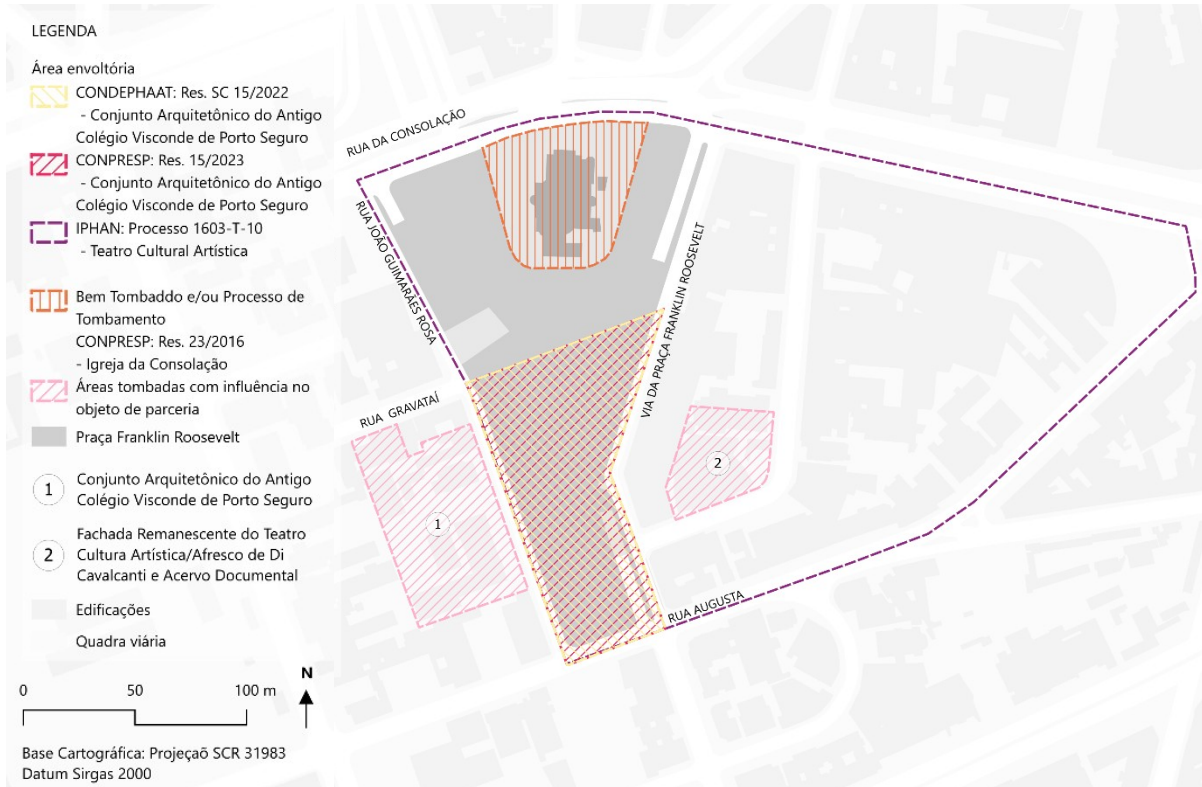 LEGENDA
Área envoltória
CONDEPHAAT: Res. SC 15/2022
- Conjunto Arquitetônico do Antigo
Colégio Visconde de Porto Seguro
CONPRESP: Res. 15/2023
- Conjunto Arquitetônico do Antigo
Colégio Visconde de Porto Seguro
IPHAN: Processo 1603-T-10
- Teatro Cultural Artística
Bem Tombaddo e/ou Processo de
Tombamento
CONPRESP: Res. 23/2016
- Igreja da Consolação
Áreas tombadas com influência no
objeto de parceria
Praça Franklin Roosevelt
1
Conjunto Arquitetônico do Antigo
Colégio Visconde de Porto Seguro
2
Fachada Remanescente do Teatro
Cultura Artística/Afresco de Di
Cavalcanti e Acervo Documental
Edificações
Quadra viária
N
0 50 100 m
Base Cartográfica: Projeçaõ SCR 31983
Datum Sirgas 2000
RUA DA CONSOLAÇÃO
RUA JOÃO GUIMARÃES ROSA
VIA DA PRAÇA FRANKLIN ROOSEVELT
RUA GRAVATAÍ
1
2
RUA AUGUSTA